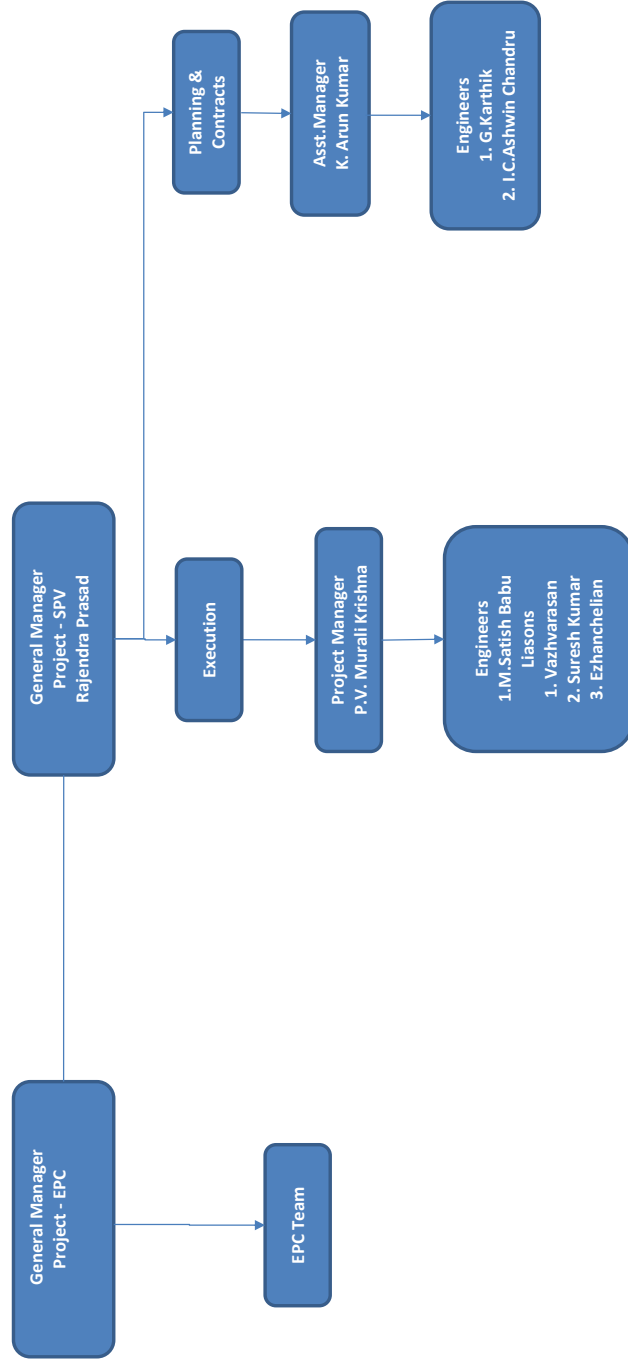 General Manager
Project - EPC
EPC Team
General Manager
Project - SPV
Rajendra Prasad
Execution
Project Manager
P.V. Murali Krishna
Engineers
1.M.Satish Babu
Liasons
1. Vazhvarasan
2. Suresh Kumar
3. Ezhanchelian
Planning &
Contracts
Asst.Manager
K. Arun Kumar
Engineers
1. G.Karthik
2. I.C.Ashwin Chandru